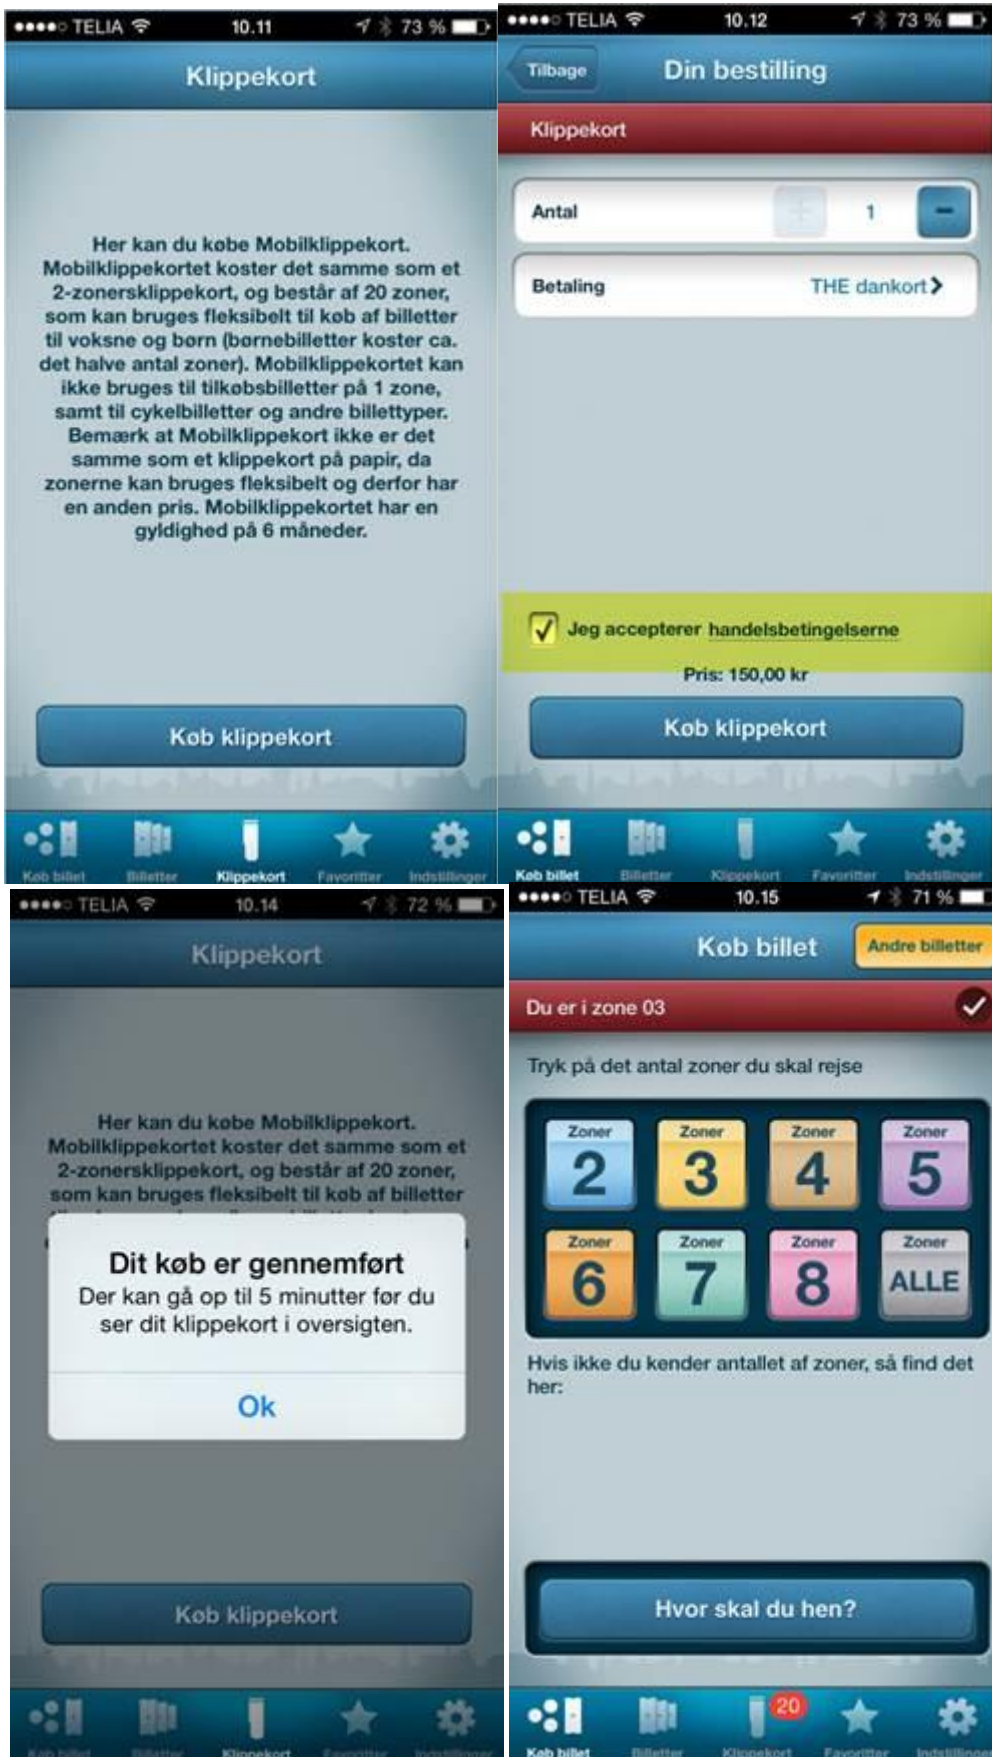 TELIA 10.11 73 %
Klippekort
Her kan du købe Mobilklippekort.
Mobilklippekortet koster det samme som et
2-zonersklippekort, og består af 20 zoner,
som kan bruges fleksibelt til køb af billetter
til voksne og børn (børnebilletter koster ca.
det halve antal zoner). Mobilklippekortet kan
ikke bruges til tilkøbsbilletter på 1 zone,
samt til cykelbilletter og andre billettyper.
Bemærk at Mobilklippekort ikke er det
samme som et klippekort på papir, da
zonerne kan bruges fleksibelt og derfor har
en anden pris. Mobilklippekortet har en
gyldighed på 6 måneder.
Køb klippekort
Køb billet Billetter Klippekort Favoritter Indstillinger
TELIA 10.12 73 %
Tilbage Din bestilling
Klippekort
Antal + 1 -
Betaling THE dankort
Jeg accepterer handelsbetingelserne
Pris: 150,00 kr
Køb klippekort
Køb billet Billetter Klippekort Favoritter Indstillinger
TELIA 10.14 72 %
Klippekort
Her kan du købe Mobilklippekort.
Mobilklippekortet koster det samme som et
2-zonersklippekort, og består af 20 zoner,
som kan bruges fleksibelt til køb af billetter
Dit køb er gennemført
Der kan gå op til 5 minutter før du
ser dit klippekort i oversigten.
Ok
Køb klippekort
Køb billet Billetter Klippekort Favoritter Indstillinger
TELIA 10.15 71 %
Køb billet Andre billetter
Du er i zone 03
Tryk på det antal zoner du skal rejse
Zoner Zoner Zoner Zoner
2 3 4 5
Zoner Zoner Zoner Zoner
6 7 8 ALLE
Hvis ikke du kender antallet af zoner, så find det
her:
Hvor skal du hen?
20
Køb billet Billetter Klippekort Favoritter Indstillinger